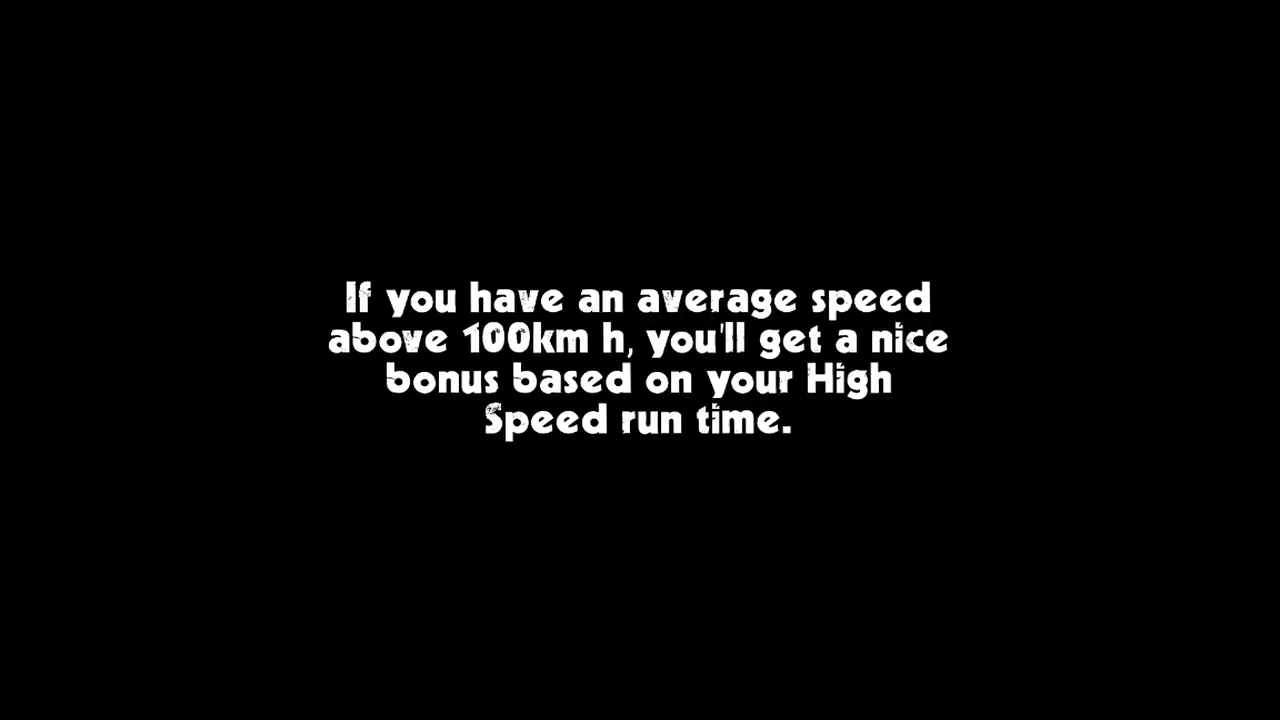 If you have an average speed
above 100km h, you'll get a nice
bonus based on your High
Speed run time.